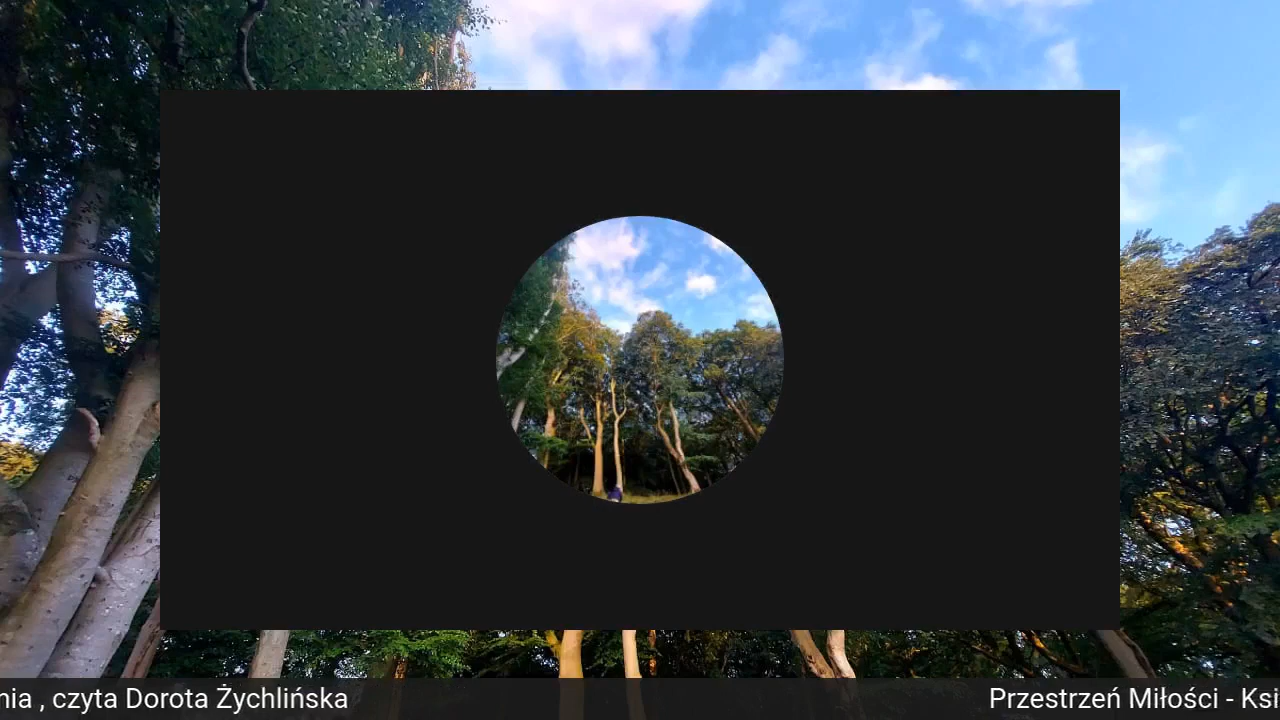 nia , czyta Dorota Żychlińska
Przestrzeń Miłości - Ksi